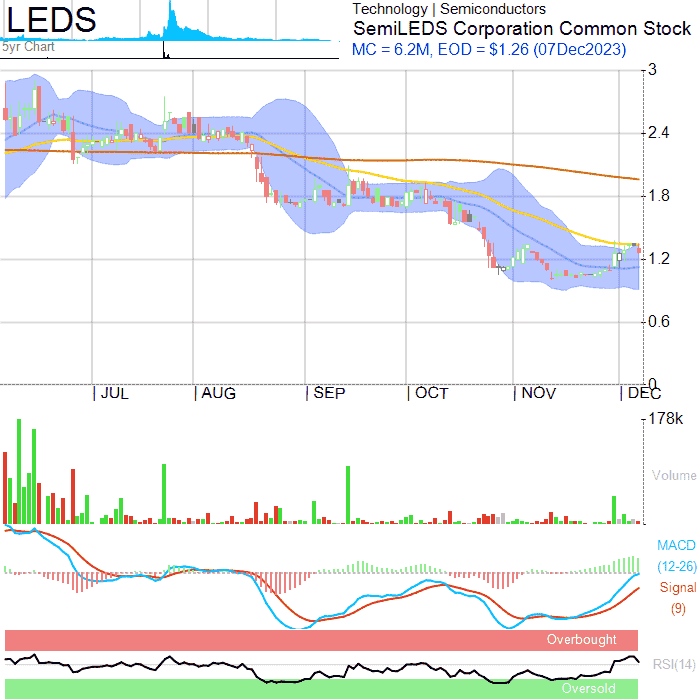 LEDS
5yr Chart
Technology | Semiconductors
SemiLEDS Corporation Common Stock
MC = 6.2M, EOD = $1.26 (07Dec2023)
3
2.4
1.8
1.2
0.6
0
JUL AUG SEP OCT NOV DEC
178k
Volume
MACD
(12-26)
Signal
(9)
Overbought
RSI(14)
Oversold